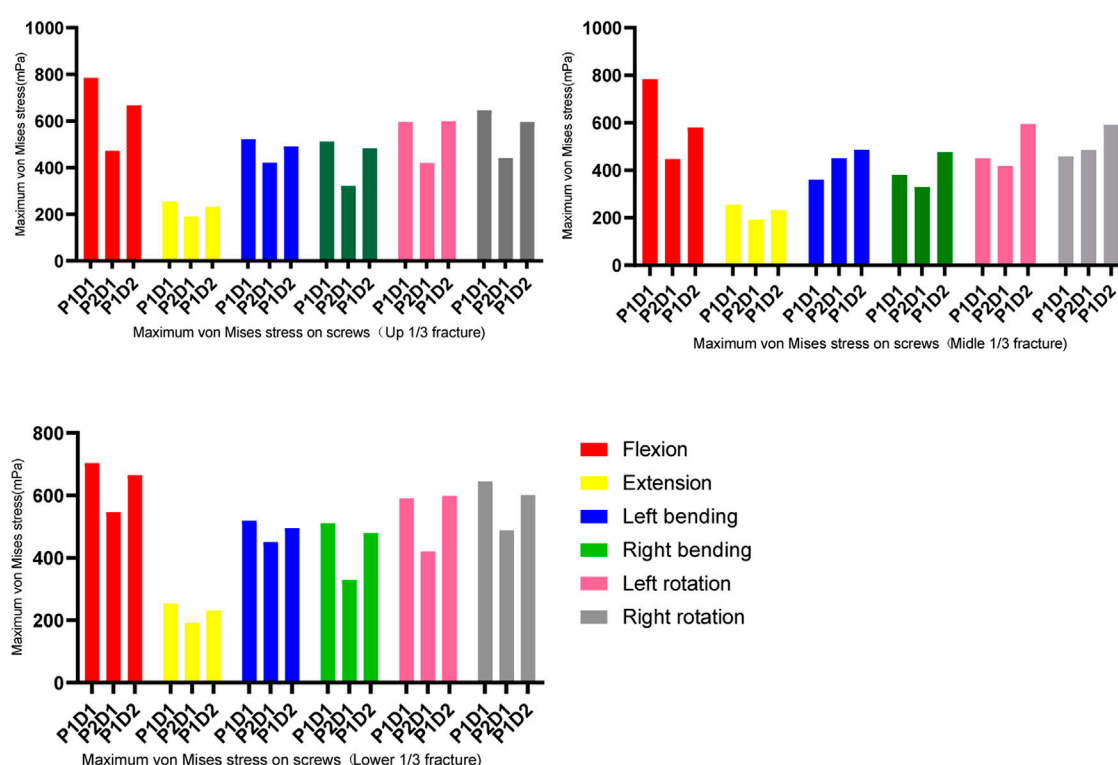 Maximum von Mises stress(mPa)
1000
800
600
400
200
0
P1D1 P2D1 P1D2 P1D1 P2D1 P1D2 P1D1 P2D1 P1D2 P1D1 P2D1 P1D2 P1D1 P2D1 P1D2 P1D1 P2D1 P1D2
Maximum von Mises stress on screws（Up 1/3 fracture)
Maximum von Mises stress(mPa)
1000
800
600
400
200
0
P1D1 P2D1 P1D2 P1D1 P2D1 P1D2 P1D1 P2D1 P1D2 P1D1 P2D1 P1D2 P1D1 P2D1 P1D2 P1D1 P2D1 P1D2
Maximum von Mises stress on screws（Midle 1/3 fracture)
Maximum von Mises stress(mPa)
800
600
400
200
0
P1D1 P2D1 P1D2 P1D1 P2D1 P1D2 P1D1 P2D1 P1D2 P1D1 P2D1 P1D2 P1D1 P2D1 P1D2 P1D1 P2D1 P1D2
Maximum von Mises stress on screws（Lower 1/3 fracture)
Flexion
Extension
Left bending
Right bending
Left rotation
Right rotation